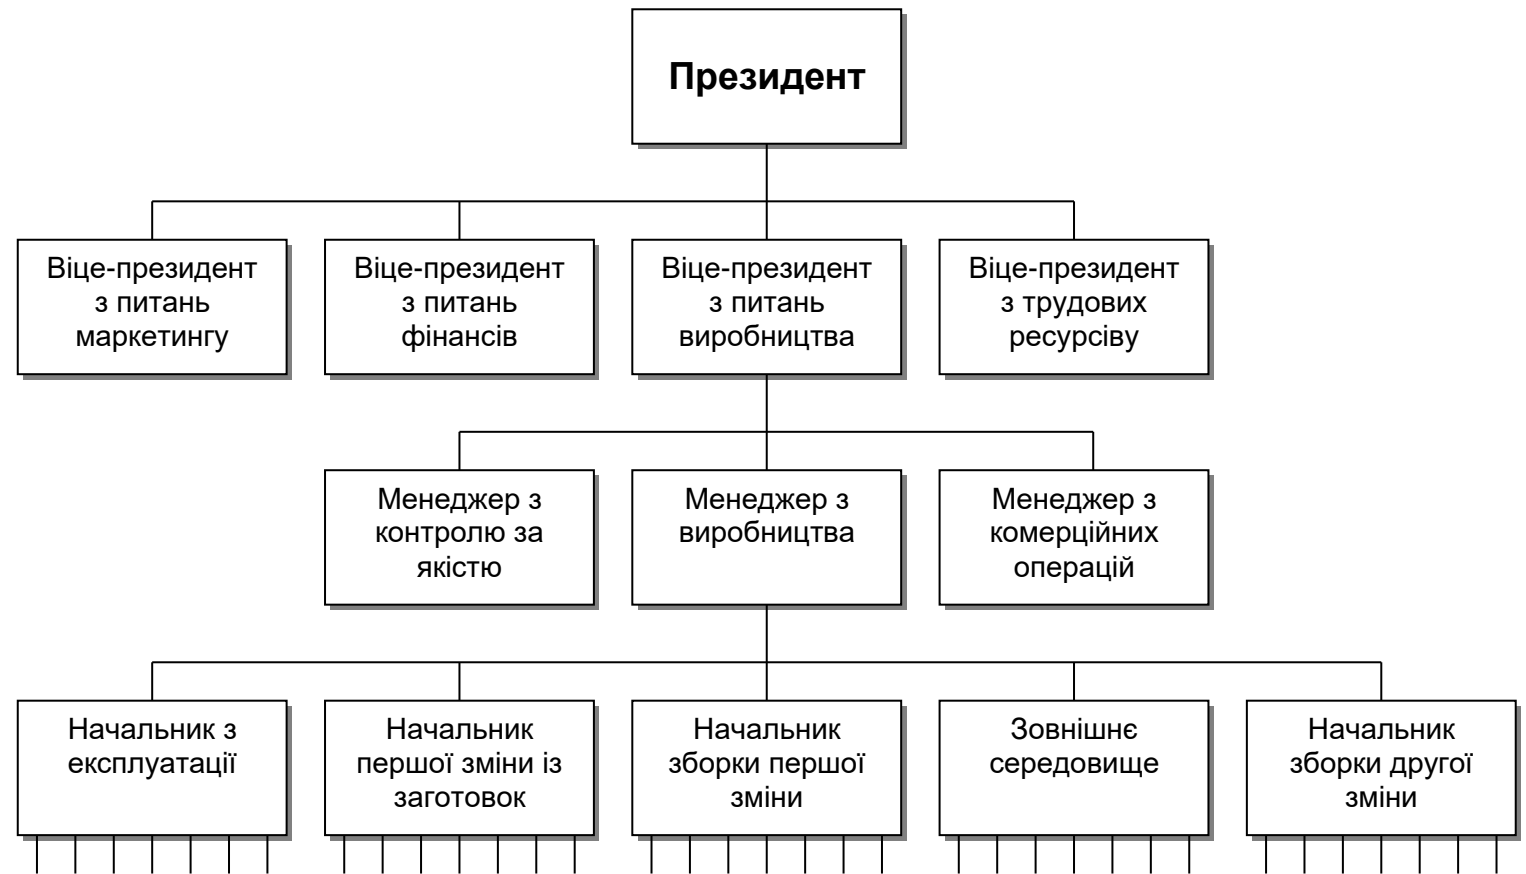 Президент
Віце-президент
з питань
маркетингу
Віце-президент
з питань
фінансів
Віце-президент
з питань
виробництва
Віце-президент
з трудових
ресурсіву
Менеджер з
контролю за
якістю
Менеджер з
виробництва
Менеджер з
комерційних
операцій
Начальник з
експлуатації
Начальник
першої зміни із
заготовок
Начальник
зборки першої
зміни
Зовнішнє
середовище
Начальник
зборки другої
зміни